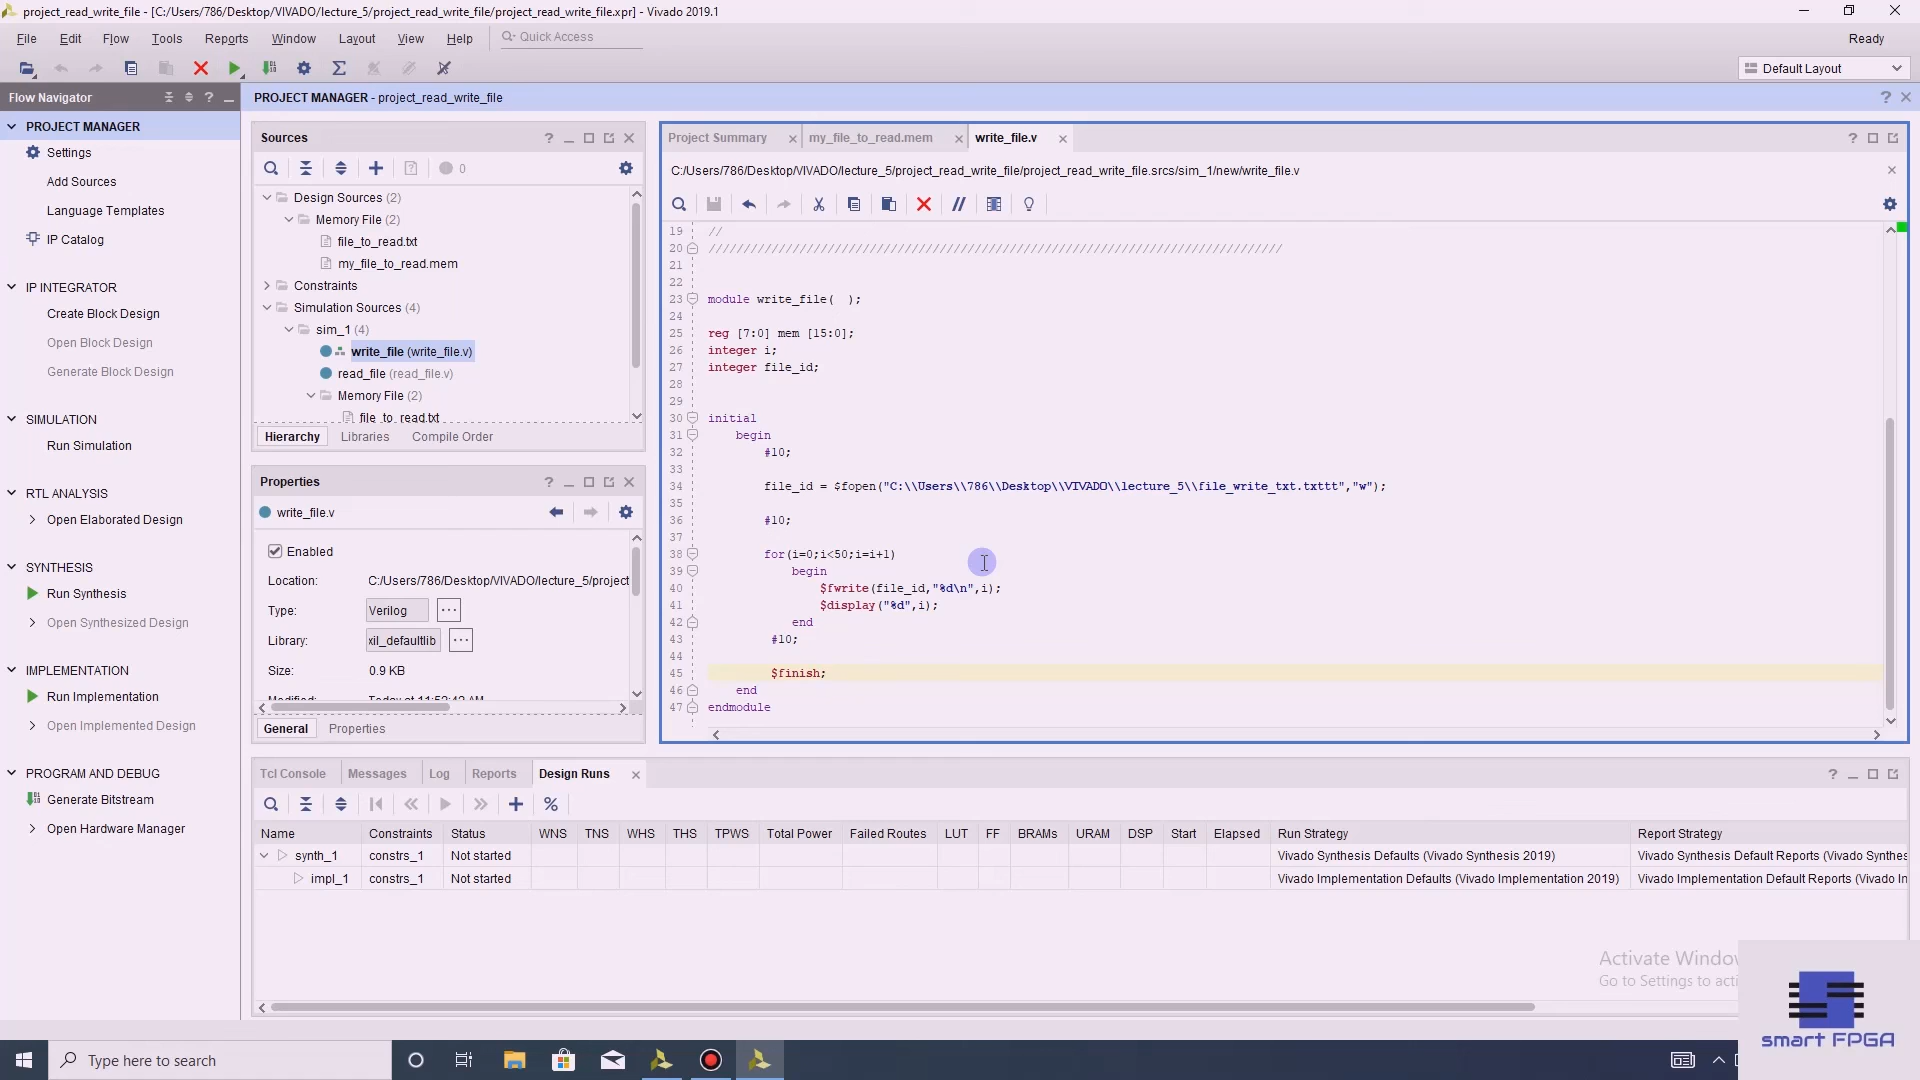 project_read_write_file - [C:/Users/786/Desktop/VIVADO/lecture_5/project_read_write_file/project_read_write_file.xpr] - Vivado 2019.1
File Edit Flow Tools Reports Window Layout View Help Quick Access Ready
Default Layout
Flow Navigator
PROJECT MANAGER
Settings
Add Sources
Language Templates
IP Catalog
IP INTEGRATOR
Create Block Design
Open Block Design
Generate Block Design
SIMULATION
Run Simulation
RTL ANALYSIS
Open Elaborated Design
SYNTHESIS
Run Synthesis
Open Synthesized Design
IMPLEMENTATION
Run Implementation
Open Implemented Design
PROGRAM AND DEBUG
Generate Bitstream
Open Hardware Manager
PROJECT MANAGER - project_read_write_file
Sources
0
Design Sources (2)
Memory File (2)
file_to_read.txt
my_file_to_read.mem
Constraints
Simulation Sources (4)
sim_1 (4)
write_file (write_file.v)
read_file (read_file.v)
Memory File (2)
file_to_read.txt
Hierarchy Libraries Compile Order
Properties
write_file.v
Enabled
Location: C:/Users/786/Desktop/VIVADO/lecture_5/project
Type: Verilog
Library: xil_defaultlib
Size: 0.9 KB
General Properties
Project Summary my_file_to_read.mem write_file.v
C:/Users/786/Desktop/VIVADO/lecture_5/project_read_write_file/project_read_write_file.srcs/sim_1/new/write_file.v
19 //
20 //////////////////////////////////////////////////////////////////////////////////
21
22
23 module write_file(  );
24
25 reg [7:0] mem [15:0];
26 integer i;
27 integer file_id;
28
29
30 initial
31 begin
32 #10;
33
34 file_id = $fopen("C:\\Users\\786\\Desktop\\VIVADO\\lecture_5\\file_write_txt.txttt","w");
35
36 #10;
37
38 for(i=0;i<50;i=i+1)
39 begin
40 $fwrite(file_id,"%d\n",i);
41 $display("%d",i);
42 end
43 #10;
44
45 $finish;
46 end
47 endmodule
Tcl Console Messages Log Reports Design Runs
Name Constraints Status WNS TNS WHS THS TPWS Total Power Failed Routes LUT FF BRAMs URAM DSP Start Elapsed Run Strategy Report Strategy
synth_1 constrs_1 Not started Vivado Synthesis Defaults (Vivado Synthesis 2019) Vivado Synthesis Default Reports (Vivado Synthes
impl_1 constrs_1 Not started Vivado Implementation Defaults (Vivado Implementation 2019) Vivado Implementation Default Reports (Vivado In
Activate Window
Go to Settings to acti
smart FPGA
Type here to search